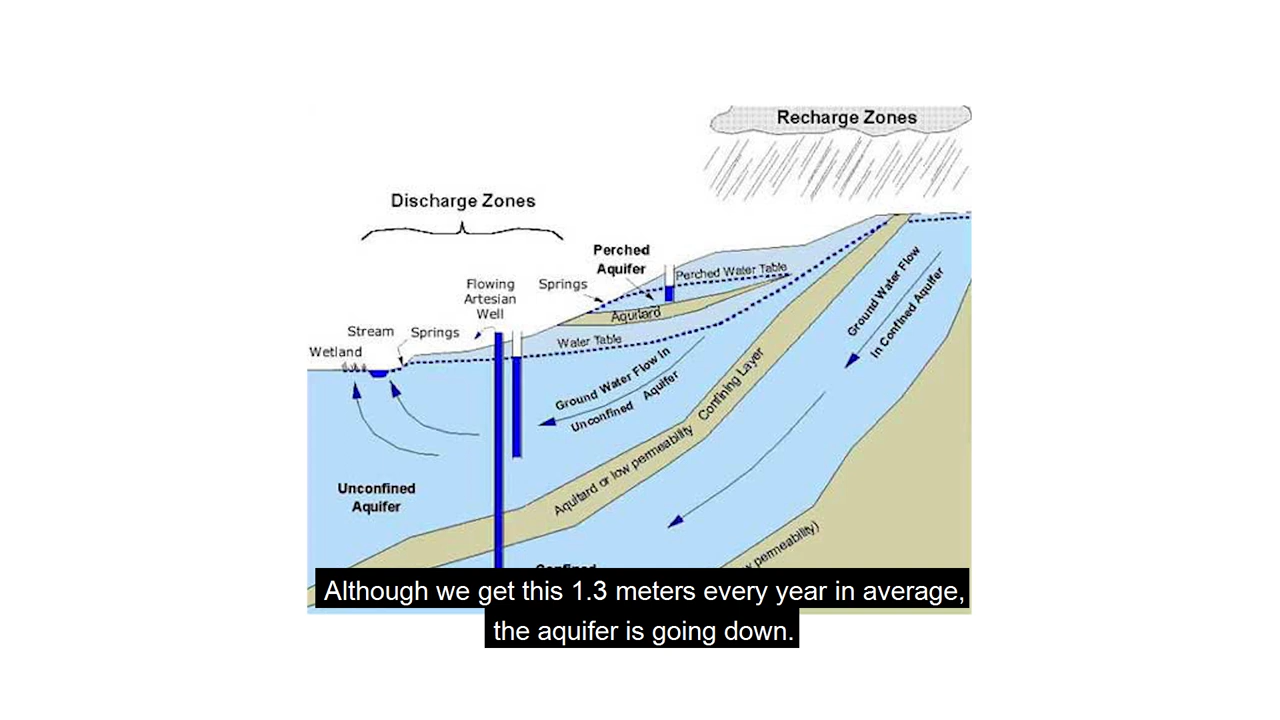 Recharge Zones
Discharge Zones
Perched
Aquifer
Perched Water Table
Springs
Flowing
Artesian
Well
Aquitard
Stream
Springs
Water Table
Wetland
Ground Water Flow
In Confined Aquifer
Ground Water Flow In
Unconfined Aquifer
Confining Layer
Aquitard or low permeability
Unconfined
Aquifer
permeability)
Confined
Although we get this 1.3 meters every year in average,
the aquifer is going down.